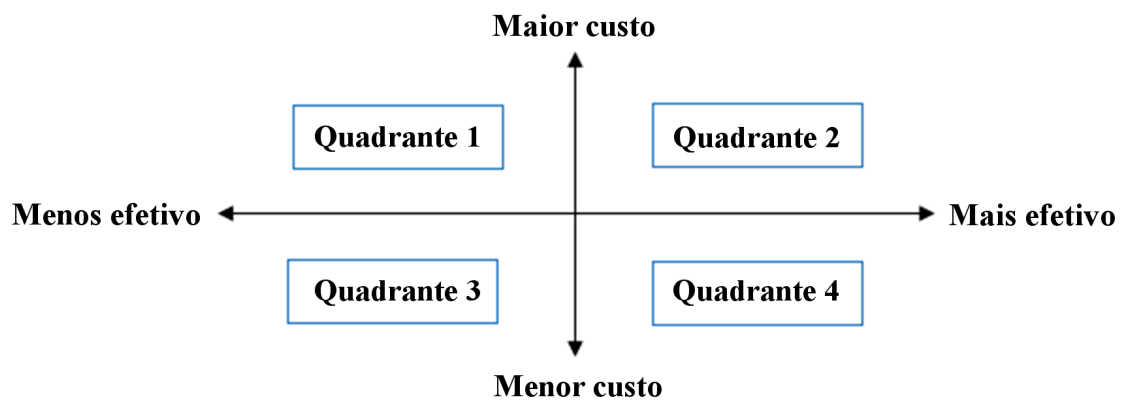 Maior custo
Quadrante 1
Quadrante 2
Menos efetivo
Mais efetivo
Quadrante 3
Quadrante 4
Menor custo